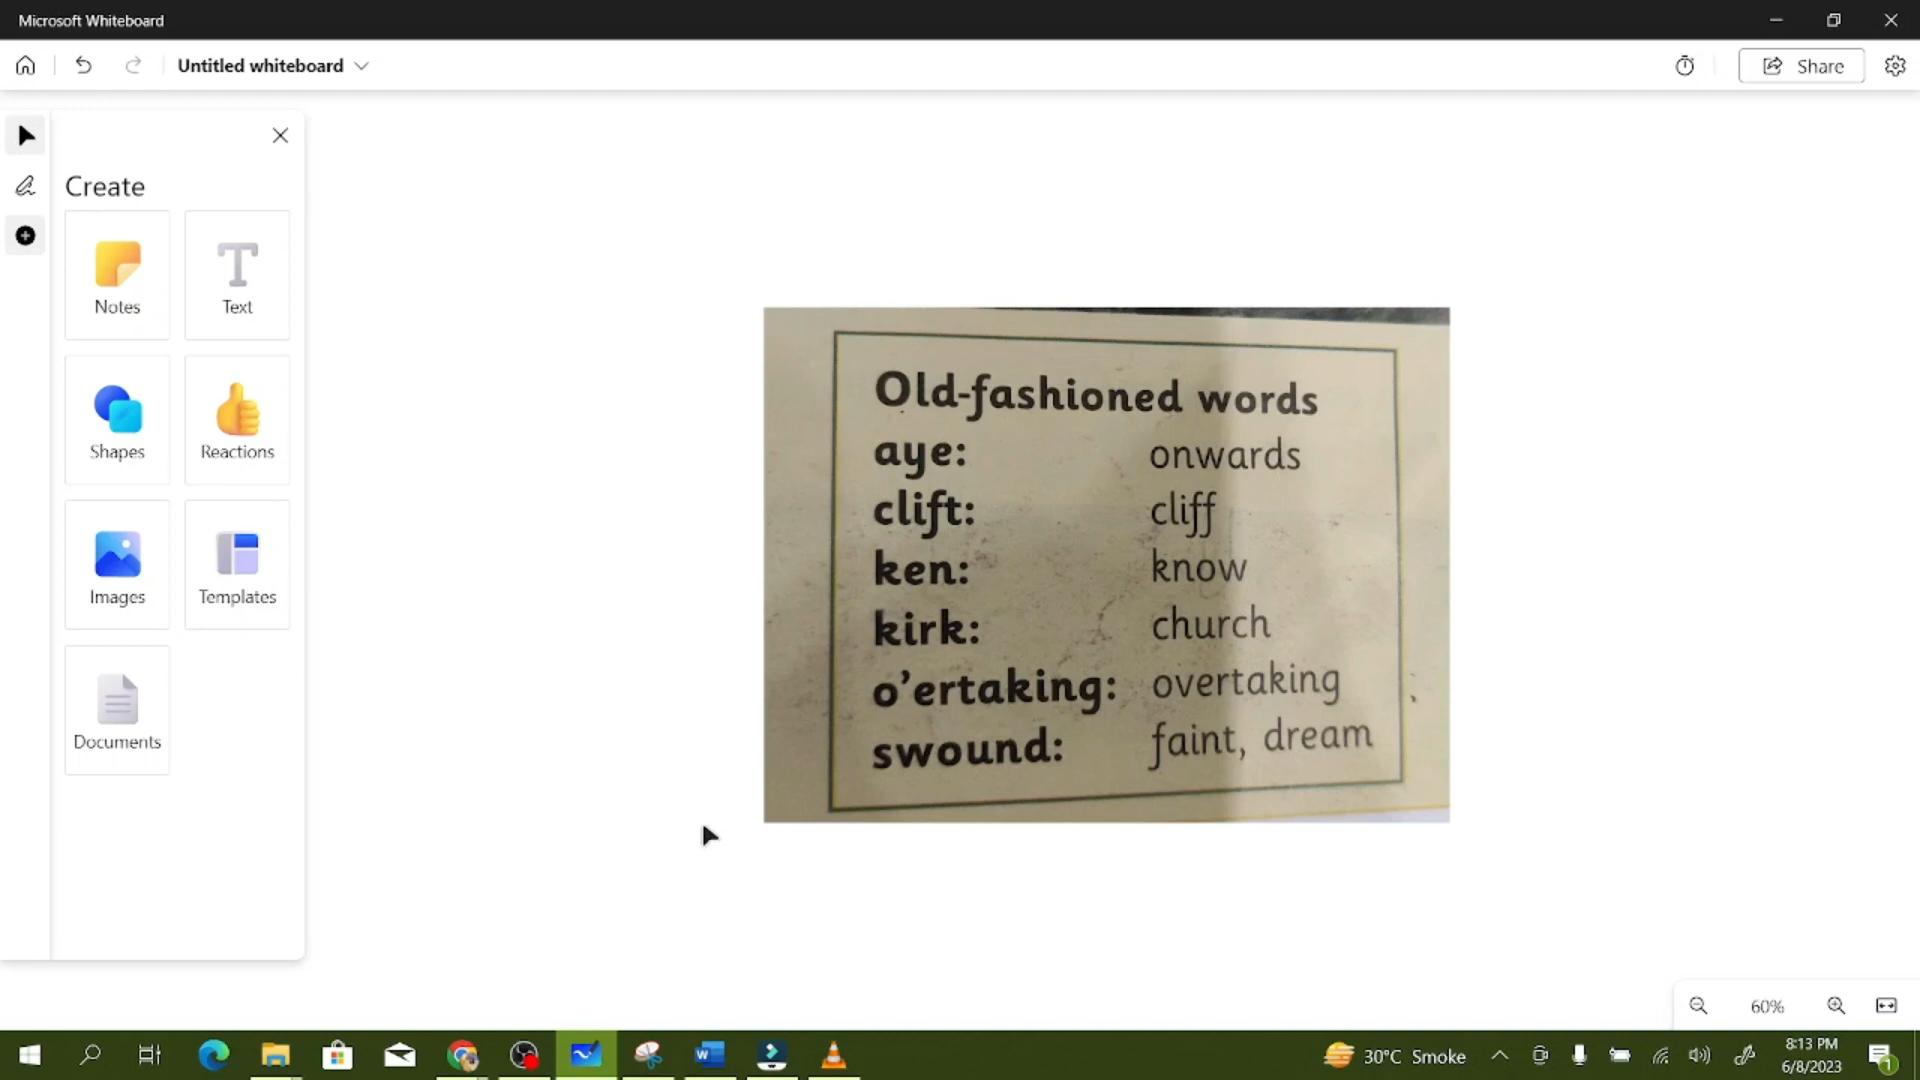 Microsoft Whiteboard
Untitled whiteboard
Share
Create
Notes Text
Shapes Reactions
Images Templates
Documents
Old-fashioned words
aye: onwards
clift: cliff
ken: know
kirk: church
o'ertaking: overtaking
swound: faint, dream
60%
30°C Smoke
8:13 PM
6/8/2023
1